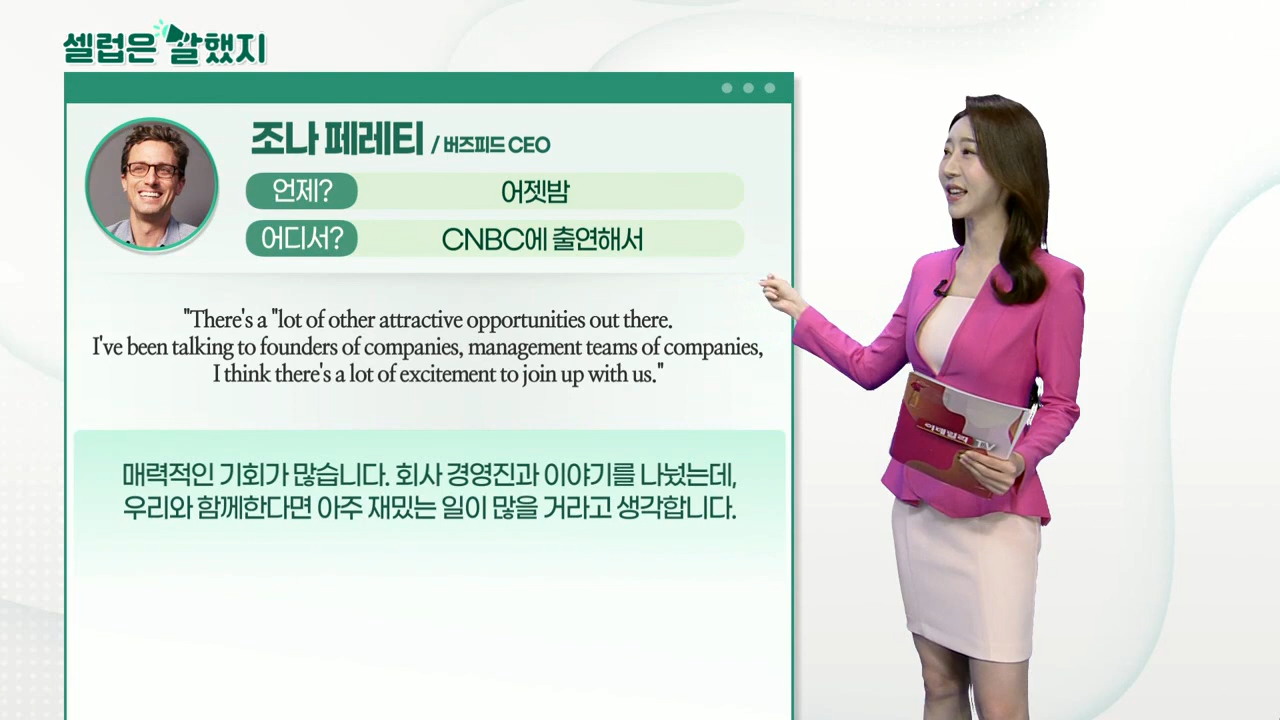 셀럽은 말했지
조나 페레티 / 버즈피드 CEO
언제? 어젯밤
어디서? CNBC에 출연해서
"There's a "lot of other attractive opportunities out there.
I've been talking to founders of companies, management teams of companies,
I think there's a lot of excitement to join up with us."
매력적인 기회가 많습니다. 회사 경영진과 이야기를 나눴는데,
우리와 함께한다면 아주 재밌는 일이 많을 거라고 생각합니다.
이데일리 TV